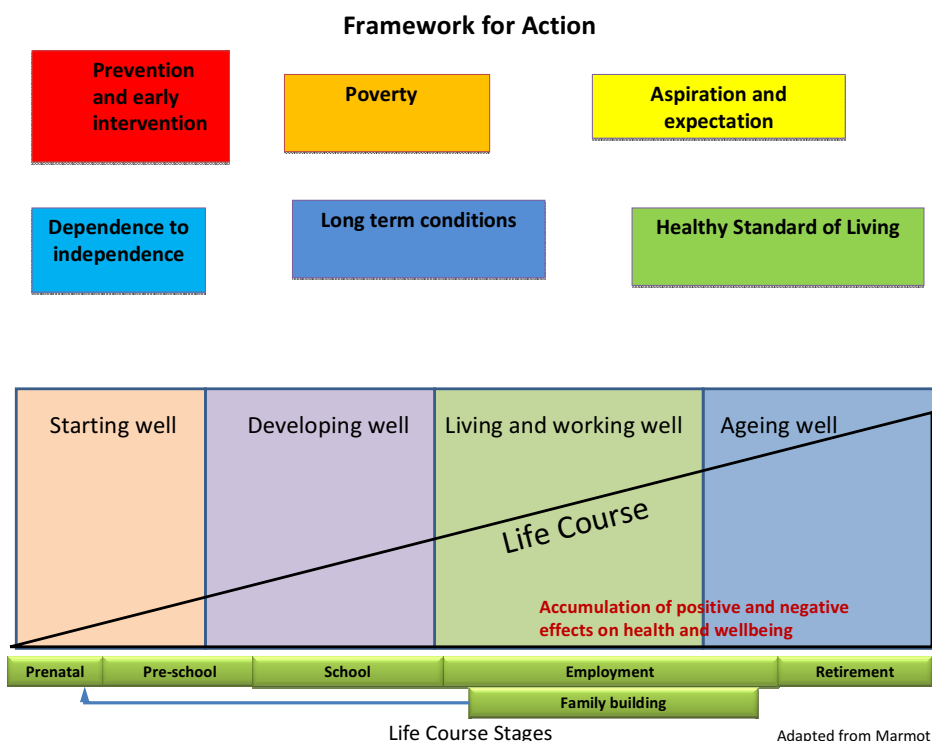 Framework for Action
Prevention
and early
intervention
Poverty
Aspiration and
expectation
Dependence to
independence
Long term conditions
Healthy Standard of Living
Starting well
Developing well
Living and working well
Ageing well
Life Course
Accumulation of positive and negative
effects on health and wellbeing
Prenatal
Pre-school
School
Employment
Retirement
Family building
Life Course Stages
Adapted from Marmot